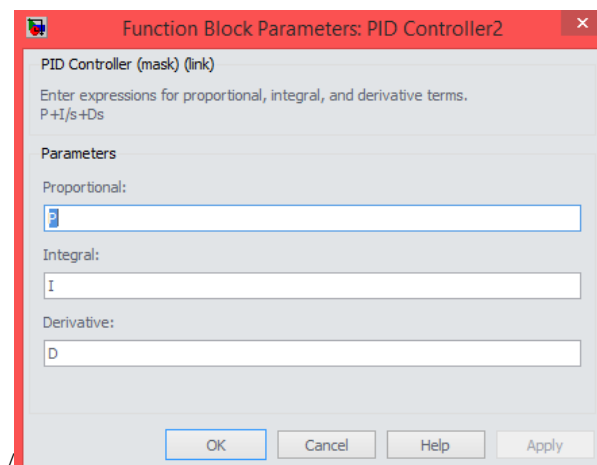 Function Block Parameters: PID Controller2
PID Controller (mask) (link)
Enter expressions for proportional, integral, and derivative terms.
P+I/s+Ds
Parameters
Proportional:
P
Integral:
I
Derivative:
D
OK Cancel Help Apply
/